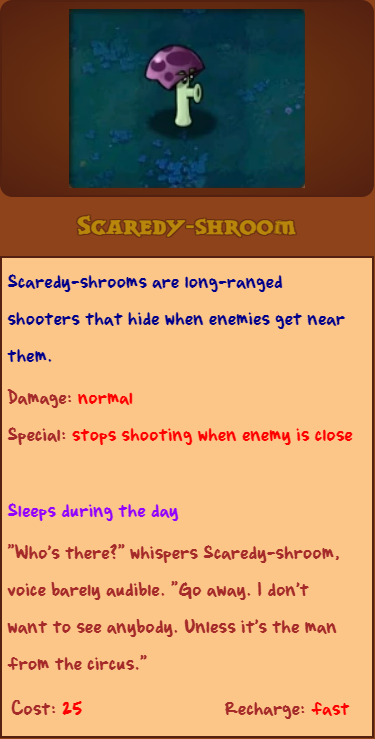 Scaredy-shroom
Scaredy-shrooms are long-ranged
shooters that hide when enemies get near
them.
Damage: normal
Special: stops shooting when enemy is close
Sleeps during the day
"Who's there?" whispers Scaredy-shroom,
voice barely audible. "Go away. I don't
want to see anybody. Unless it's the man
from the circus."
Cost: 25 Recharge: fast